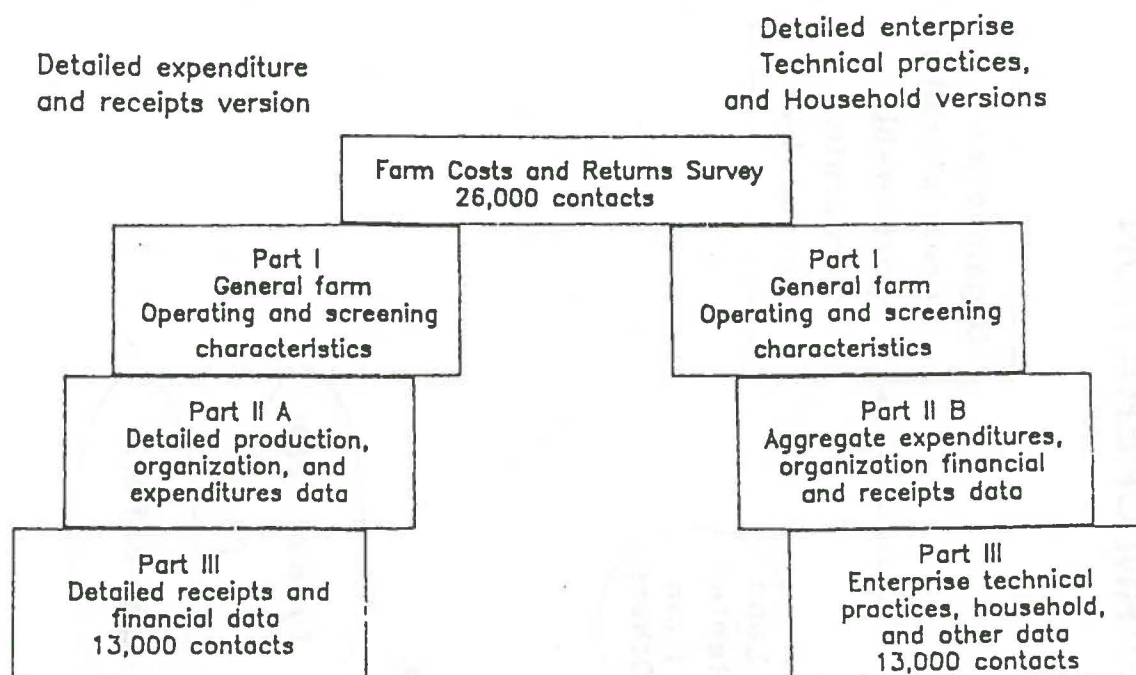 Detailed expenditure
and receipts version
Detailed enterprise
Technical practices,
and Household versions
Farm Costs and Returns Survey
26,000 contacts
Part I
General farm
Operating and screening
characteristics
Part I
General farm
Operating and screening
characteristics
Part II A
Detailed production,
organization, and
expenditures data
Part II B
Aggregate expenditures,
organization financial
and receipts data
Part III
Detailed receipts and
financial data
13,000 contacts
Part III
Enterprise technical
practices, household,
and other data
13,000 contacts